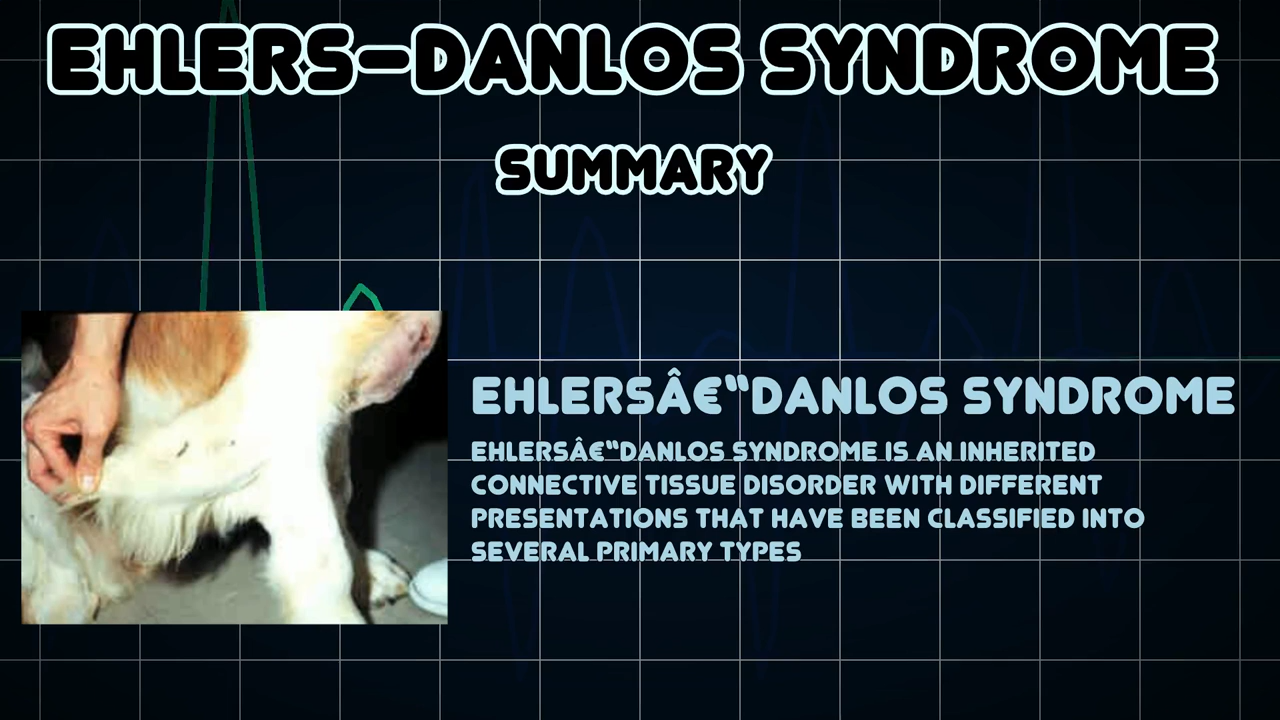 EHLERS–DANLOS SYNDROME
SUMMARY
EHLERSÂ€“DANLOS SYNDROME
EHLERSÂ€“DANLOS SYNDROME IS AN INHERITED
CONNECTIVE TISSUE DISORDER WITH DIFFERENT
PRESENTATIONS THAT HAVE BEEN CLASSIFIED INTO
SEVERAL PRIMARY TYPES